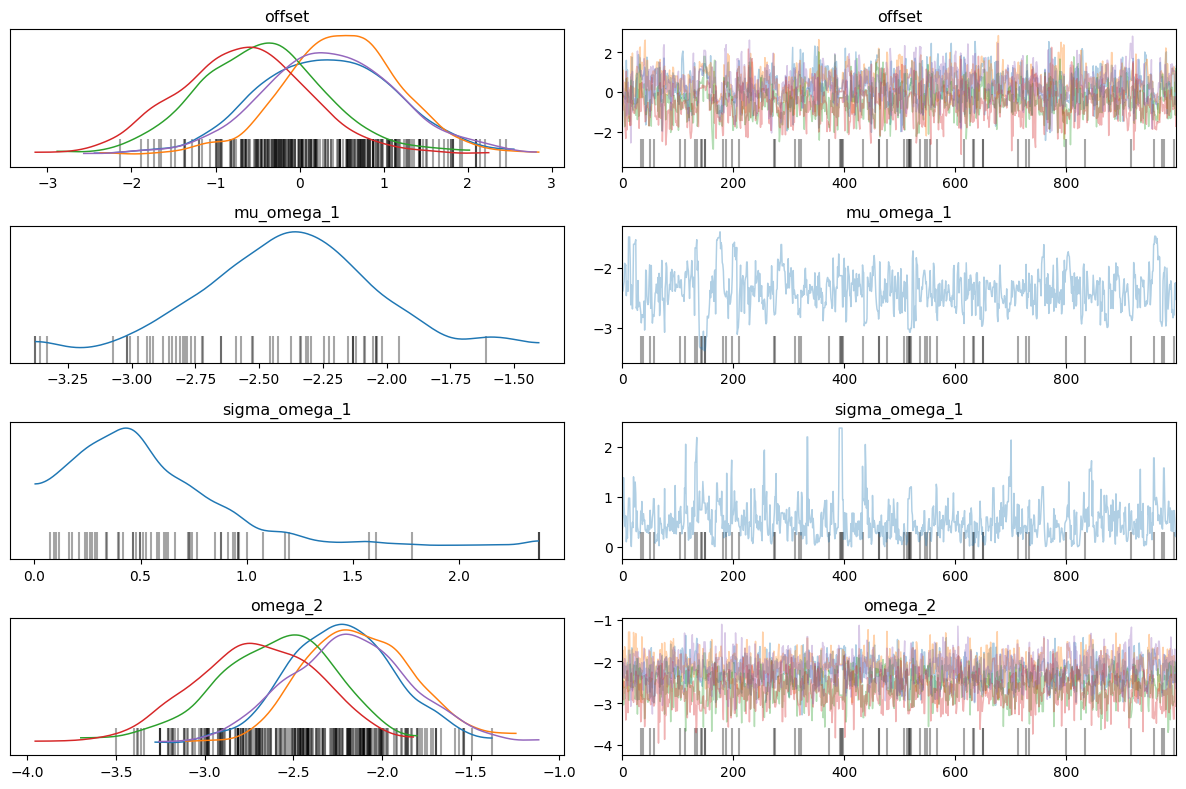 offset offset
2
0
−2
−3 −2 −1 0 1 2 3 0 200 400 600 800
mu_omega_1 mu_omega_1
−2
−3
−3.25 −3.00 −2.75 −2.50 −2.25 −2.00 −1.75 −1.50 0 200 400 600 800
sigma_omega_1 sigma_omega_1
2
1
0
0.0 0.5 1.0 1.5 2.0 0 200 400 600 800
omega_2 omega_2
−1
−2
−3
−4
−4.0 −3.5 −3.0 −2.5 −2.0 −1.5 −1.0 0 200 400 600 800